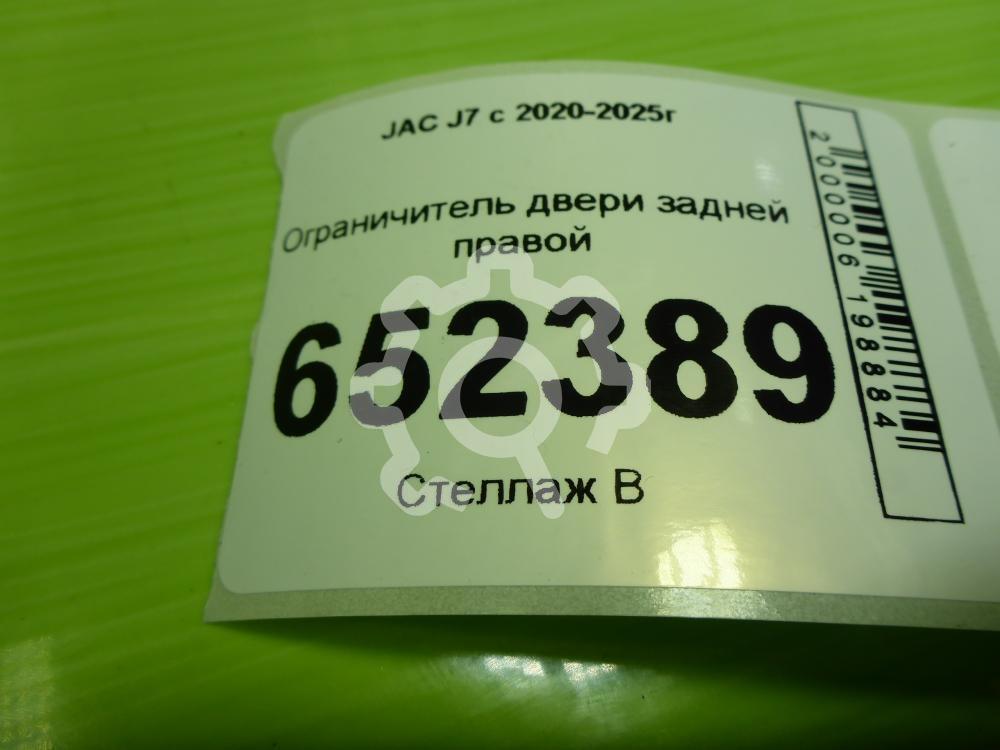 JAC J7 с 2020-2025г
Ограничитель двери задней
правой
652389
Стеллаж В
2000006198884